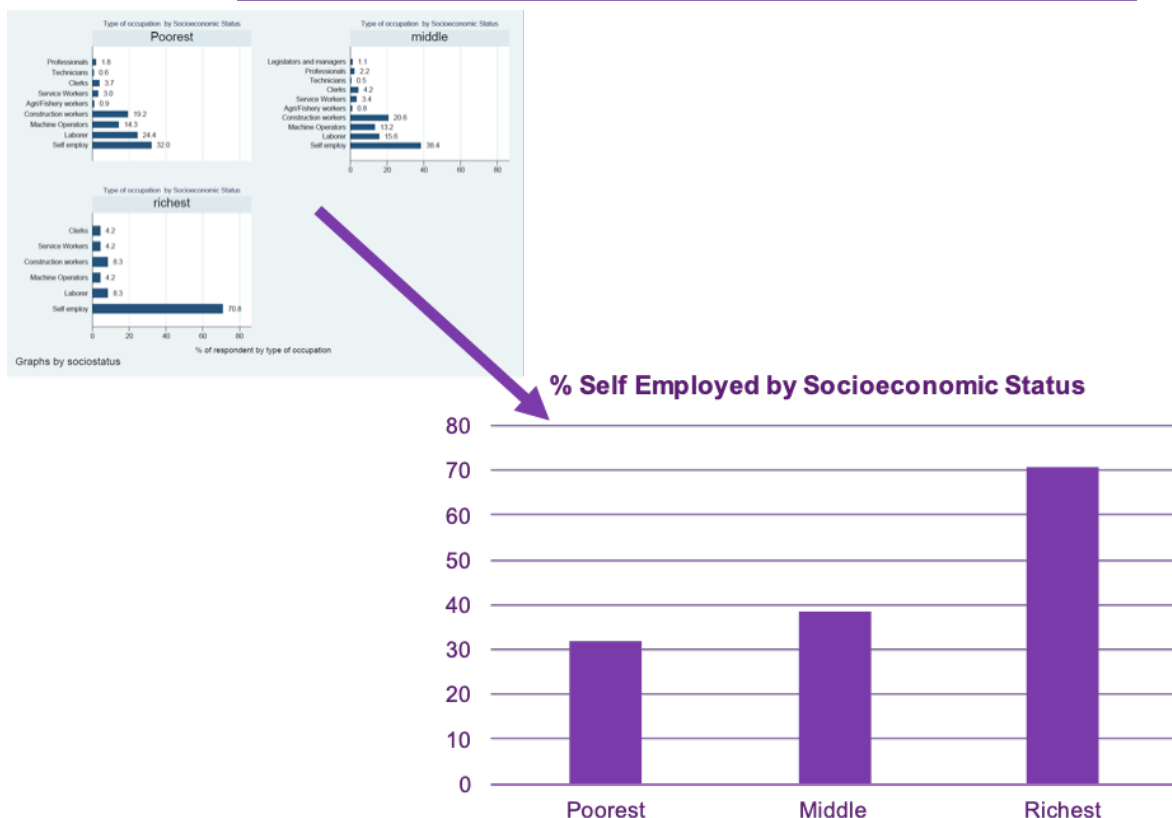 Type of occupation by Socioeconomic Status
Poorest
Professionals 1.8
Technicians 0.6
Clerks 3.7
Service Workers 3.0
Agri/Fishery workers 0.9
Construction workers 19.2
Machine Operators 14.3
Laborer 24.4
Self employ 32.0
0 20 40 60 80
Type of occupation by Socioeconomic Status
middle
Legislators and managers 1.1
Professionals 2.2
Technicians 0.5
Clerks 4.2
Service Workers 3.4
Agri/Fishery workers 0.8
Construction workers 20.6
Machine Operators 13.2
Laborer 15.6
Self employ 38.4
0 20 40 60 80
Type of occupation by Socioeconomic Status
richest
Clerks 4.2
Service Workers 4.2
Construction workers 8.3
Machine Operators 4.2
Laborer 8.3
Self employ 70.8
0 20 40 60 80
% of respondent by type of occupation
Graphs by sociostatus
% Self Employed by Socioeconomic Status
80
70
60
50
40
30
20
10
0
Poorest Middle Richest